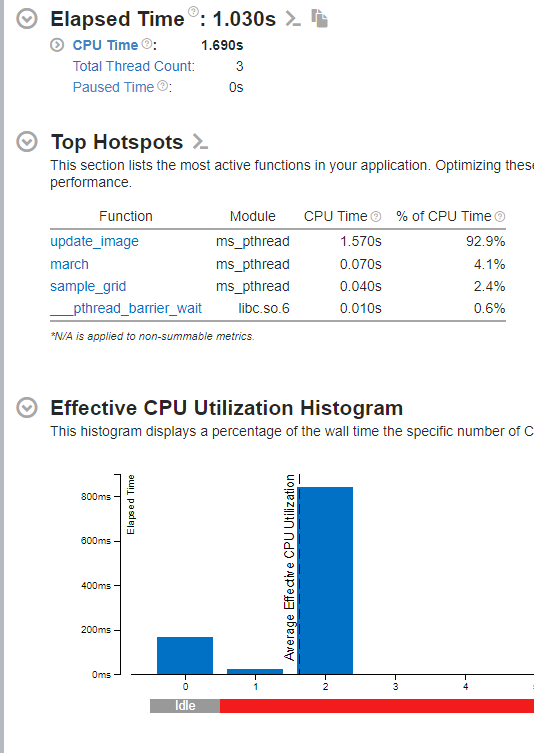 Elapsed Time ?: 1.030s
CPU Time ?: 1.690s
Total Thread Count: 3
Paused Time ?: 0s
Top Hotspots
This section lists the most active functions in your application. Optimizing these
performance.
Function Module CPU Time ? % of CPU Time ?
update_image ms_pthread 1.570s 92.9%
march ms_pthread 0.070s 4.1%
sample_grid ms_pthread 0.040s 2.4%
___pthread_barrier_wait libc.so.6 0.010s 0.6%
*N/A is applied to non-summable metrics.
Effective CPU Utilization Histogram
This histogram displays a percentage of the wall time the specific number of C
Elapsed Time
Average Effective CPU Utilization
800ms
600ms
400ms
200ms
0ms
0 1 2 3 4 5
Idle